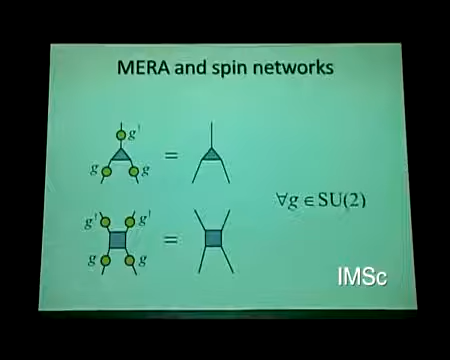 MERA and spin networks
g†
g g
=
∀g ∈ SU(2)
g† g†
g g
=
IMSc